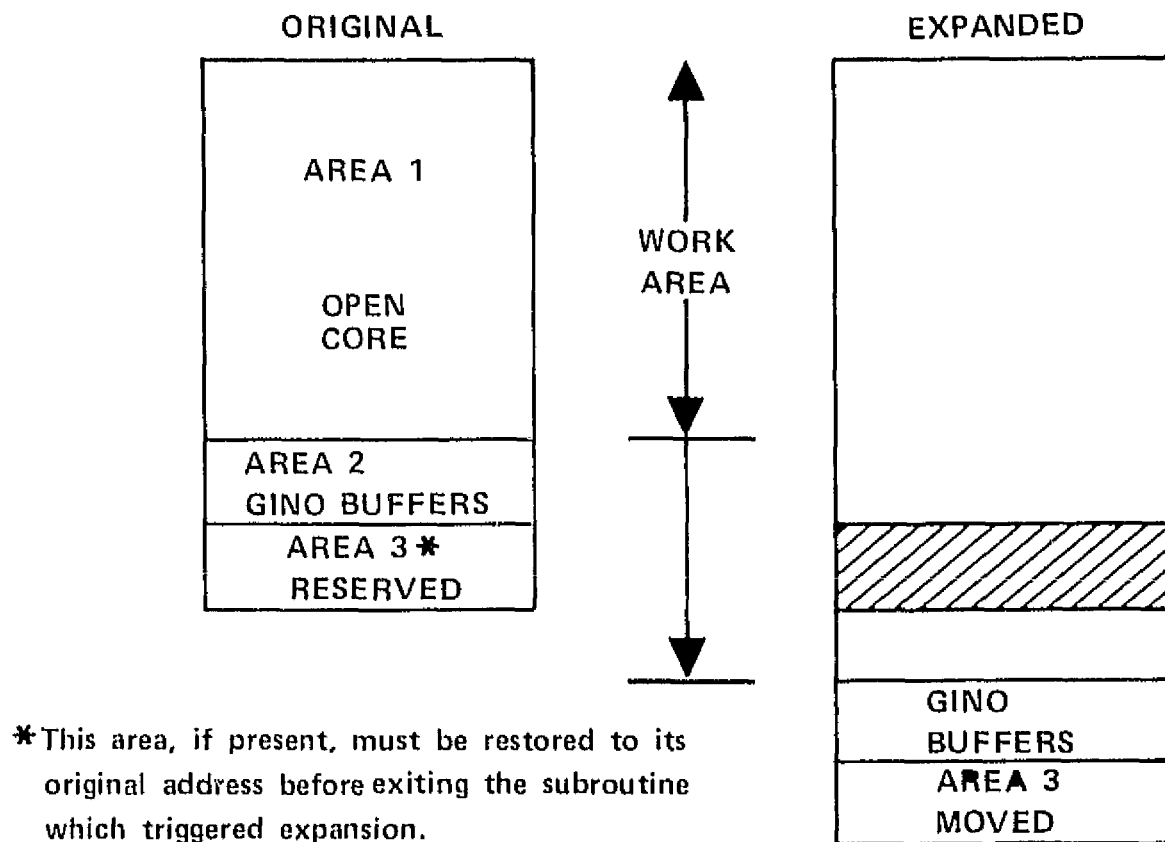 ORIGINAL
EXPANDED
AREA 1
OPEN
CORE
AREA 2
GINO BUFFERS
AREA 3*
RESERVED
WORK
AREA
GINO
BUFFERS
AREA 3
MOVED
*This area, if present, must be restored to its
original address before exiting the subroutine
which triggered expansion.